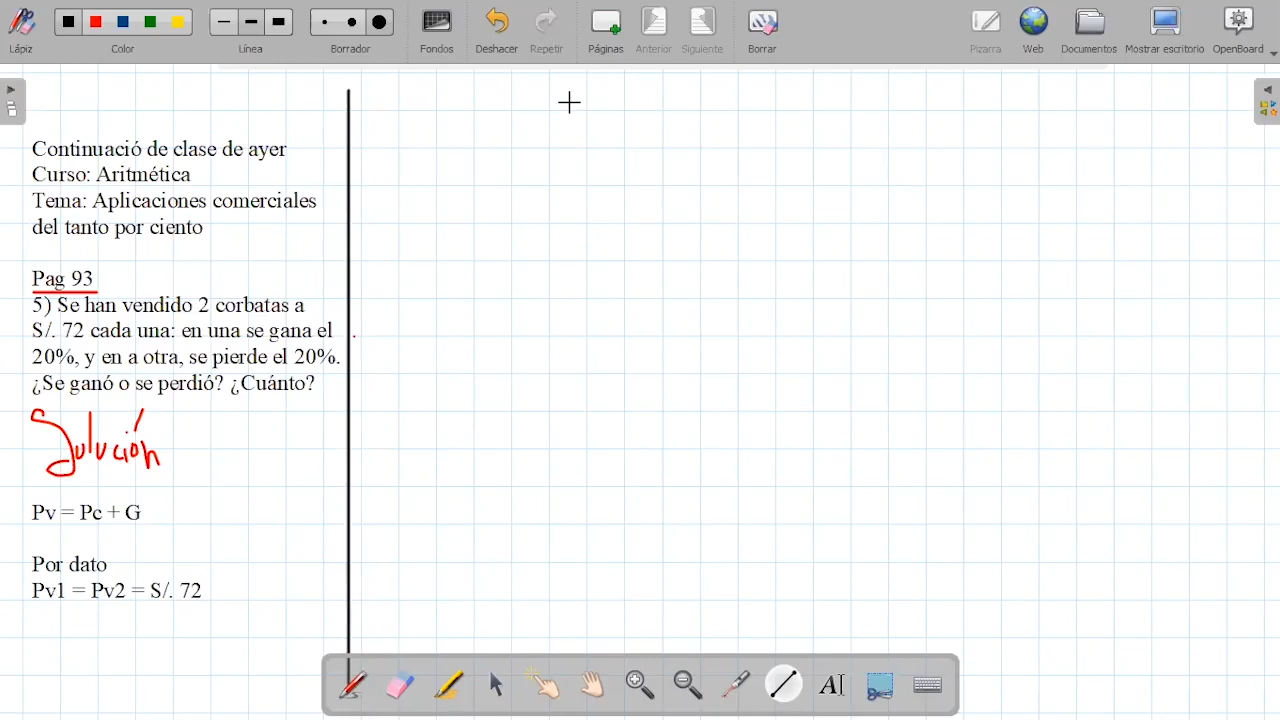 Lápiz
Color
Línea
Borrador
Fondos
Deshacer
Repetir
Páginas
Anterior
Siguiente
Borrar
Pizarra
Web
Documentos
Mostrar escritorio
OpenBoard
Continuació de clase de ayer
Curso: Aritmética
Tema: Aplicaciones comerciales
del tanto por ciento
Pag 93
5) Se han vendido 2 corbatas a
S/. 72 cada una: en una se gana el
20%, y en a otra, se pierde el 20%.
¿Se ganó o se perdió? ¿Cuánto?
Solución
Pv = Pc + G
Por dato
Pv1 = Pv2 = S/. 72
AI